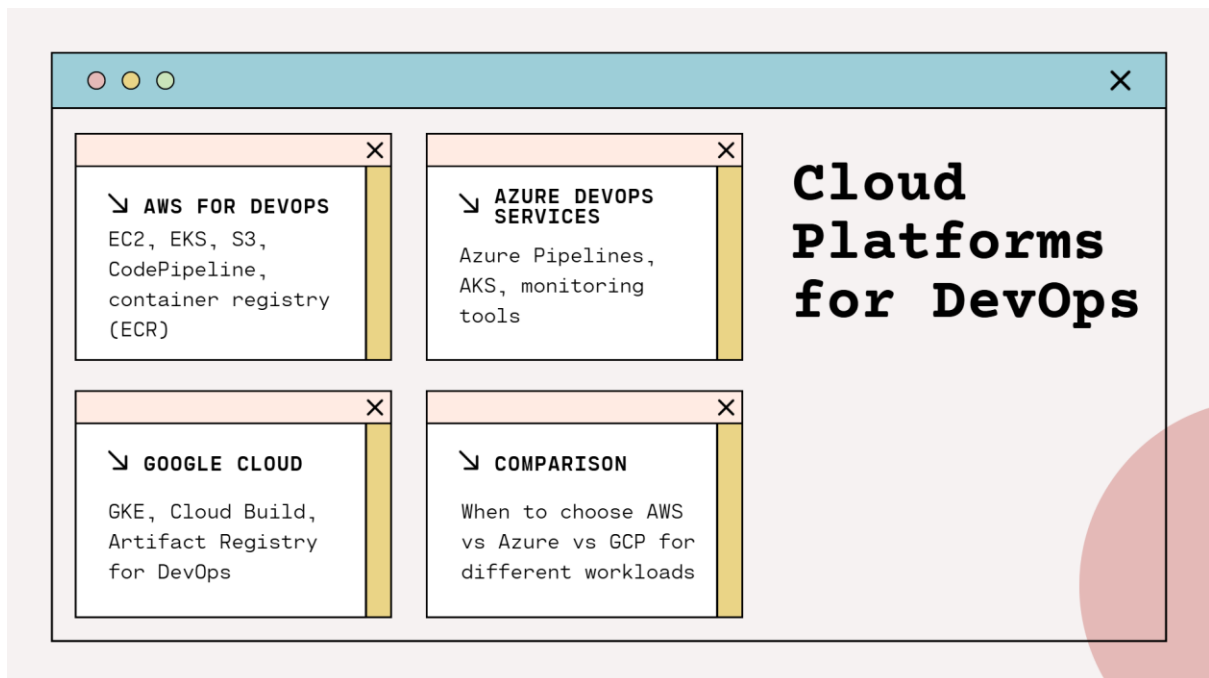 AWS FOR DEVOPS
EC2, EKS, S3,
CodePipeline,
container registry
(ECR)
AZURE DEVOPS
SERVICES
Azure Pipelines,
AKS, monitoring
tools
Cloud
Platforms
for DevOps
GOOGLE CLOUD
GKE, Cloud Build,
Artifact Registry
for DevOps
COMPARISON
When to choose AWS
vs Azure vs GCP for
different workloads